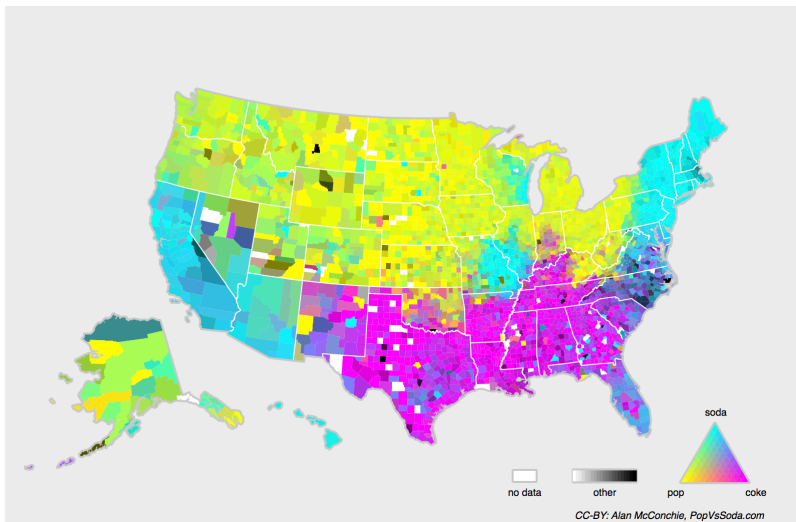 soda
no data
other
pop
coke
CC-BY: Alan McConchie, PopVsSoda.com